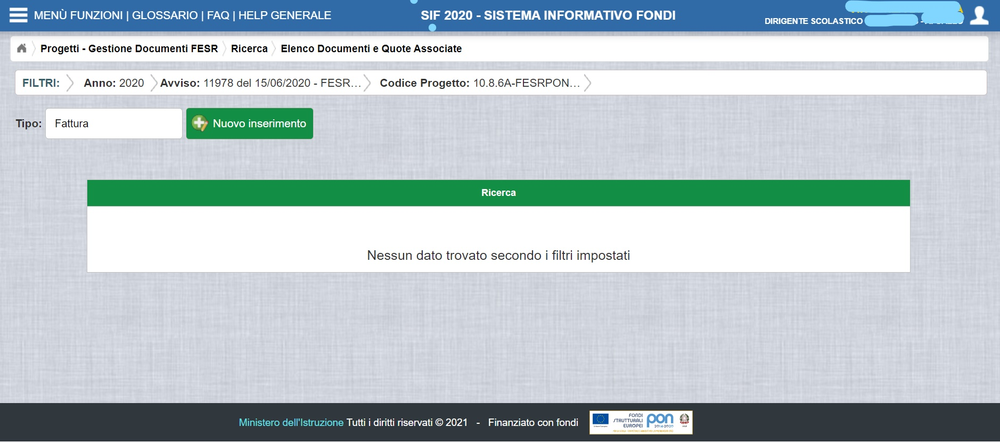 MENÙ FUNZIONI | GLOSSARIO | FAQ | HELP GENERALE
SIF 2020 - SISTEMA INFORMATIVO FONDI
DIRIGENTE SCOLASTICO
Progetti - Gestione Documenti FESR
Ricerca
Elenco Documenti e Quote Associate
FILTRI:
Anno: 2020
Avviso: 11978 del 15/06/2020 - FESR...
Codice Progetto: 10.8.6A-FESRPON...
Tipo:
Fattura
Nuovo inserimento
Ricerca
Nessun dato trovato secondo i filtri impostati
Ministero dell'Istruzione Tutti i diritti riservati © 2021 - Finanziato con fondi
FONDI
STRUTTURALI
EUROPEI
pon
2014-2020